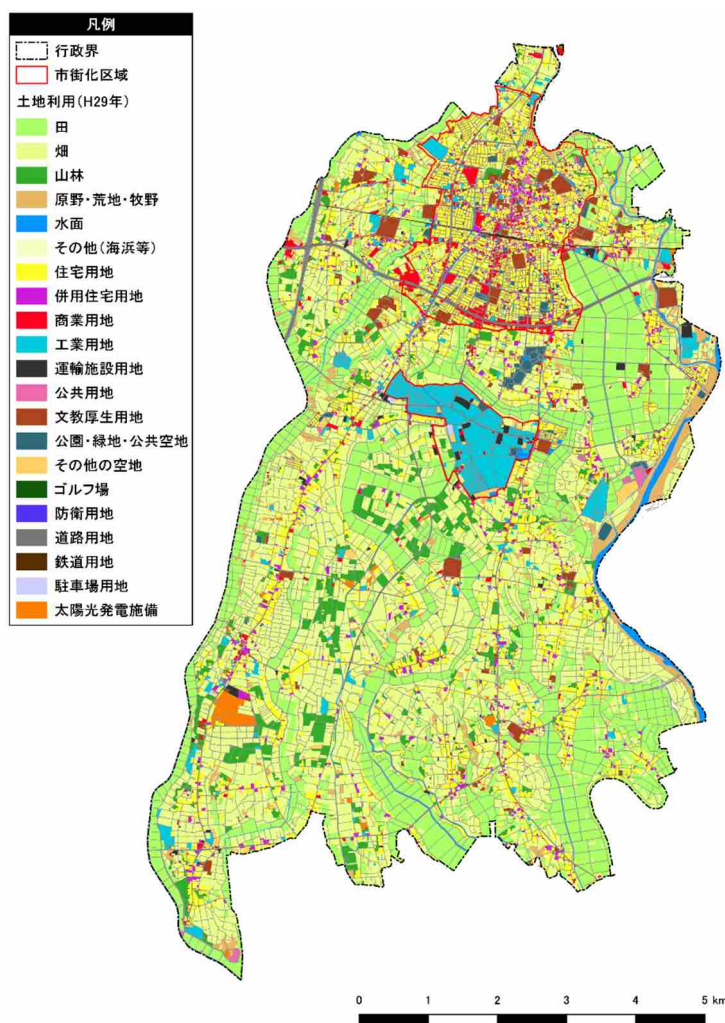 凡例
行政界
市街化区域
土地利用(H29年)
田
畑
山林
原野・荒地・牧野
水面
その他(海浜等)
住宅用地
併用住宅用地
商業用地
工業用地
運輸施設用地
公共用地
文教厚生用地
公園・緑地・公共空地
その他の空地
ゴルフ場
防衛用地
道路用地
鉄道用地
駐車場用地
太陽光発電施備
0 1 2 3 4 5 km